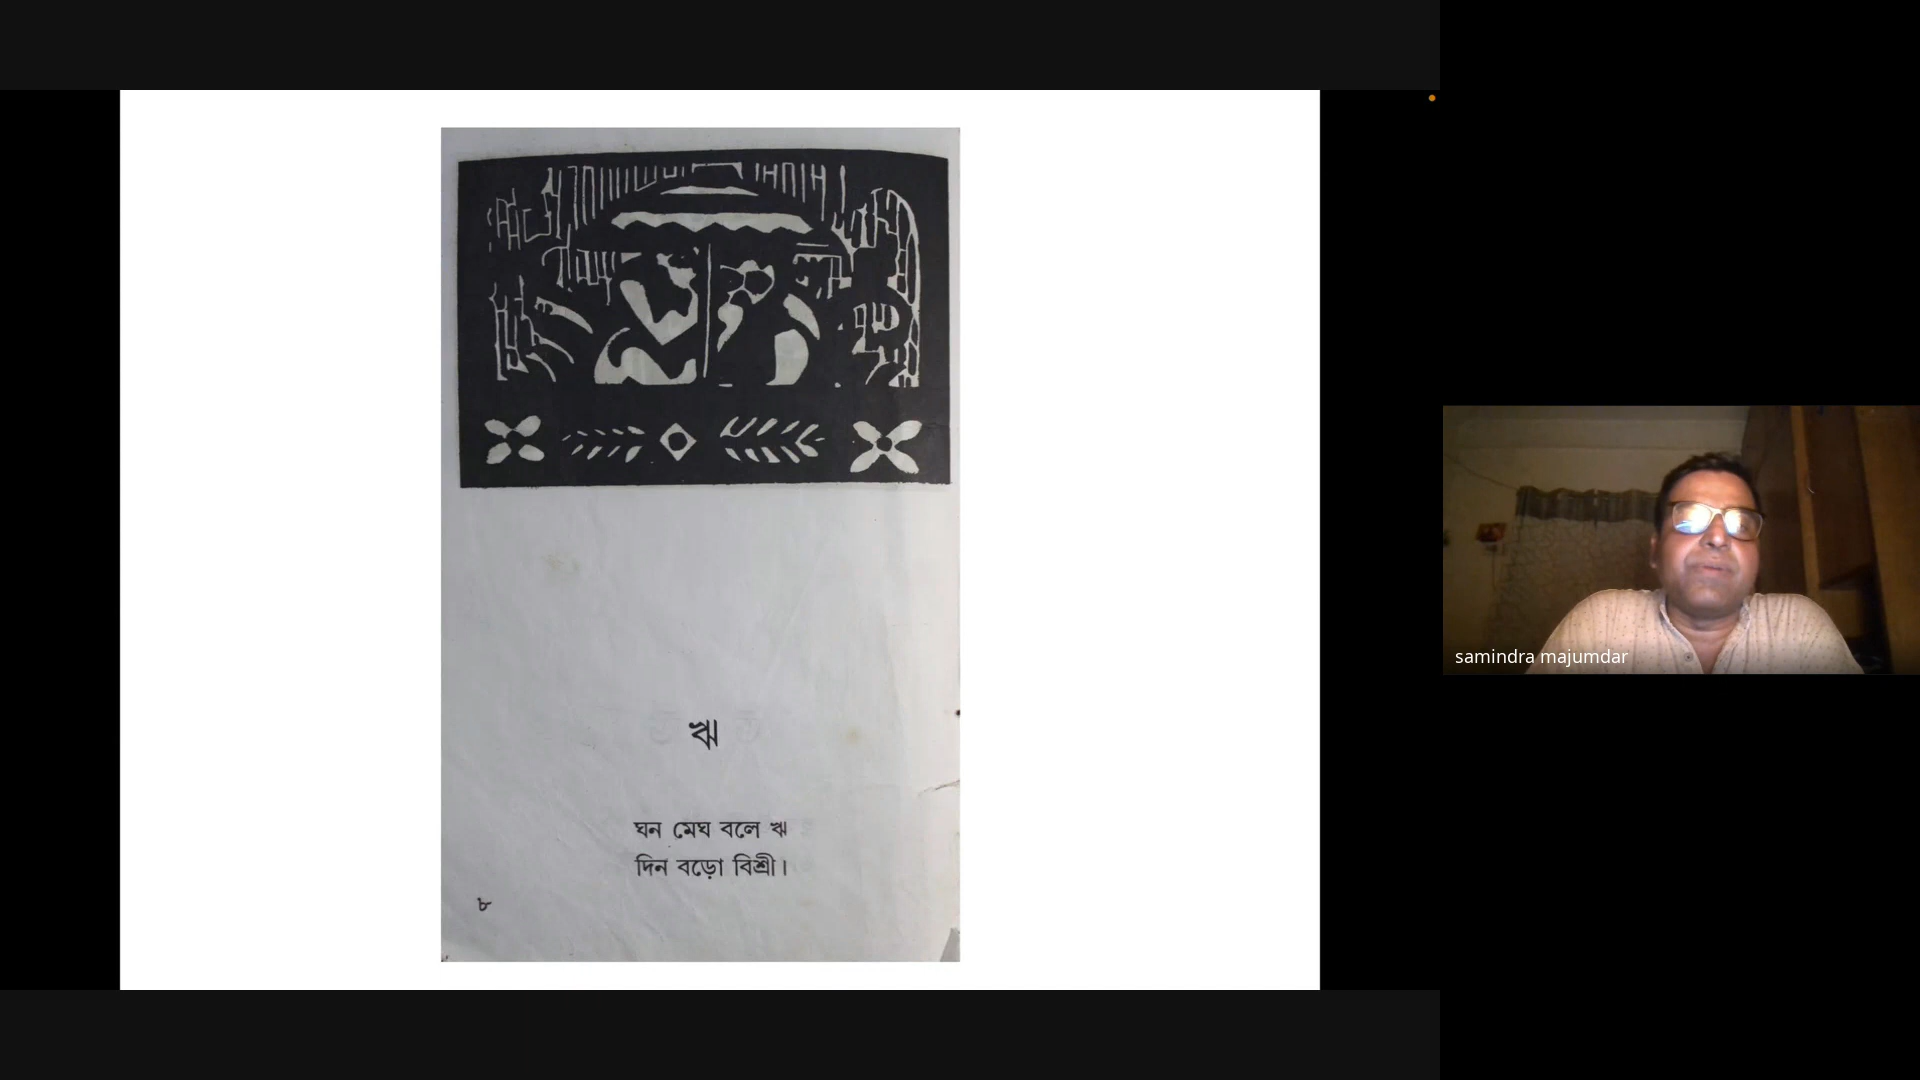 ঋ
ঘন মেঘ বলে ঋ
দিন বড়ো বিশ্রী।
৮
samindra majumdar